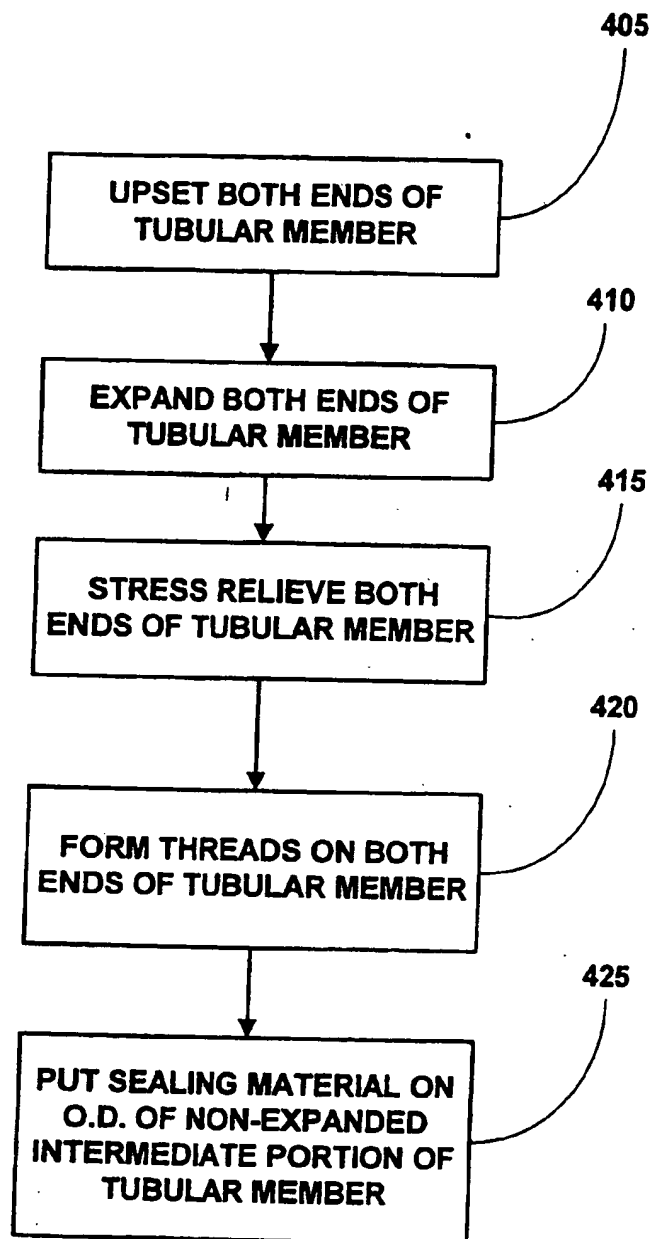 405
UPSET BOTH ENDS OF
TUBULAR MEMBER
410
EXPAND BOTH ENDS OF
TUBULAR MEMBER
415
STRESS RELIEVE BOTH
ENDS OF TUBULAR MEMBER
420
FORM THREADS ON BOTH
ENDS OF TUBULAR MEMBER
425
PUT SEALING MATERIAL ON
O.D. OF NON-EXPANDED
INTERMEDIATE PORTION OF
TUBULAR MEMBER